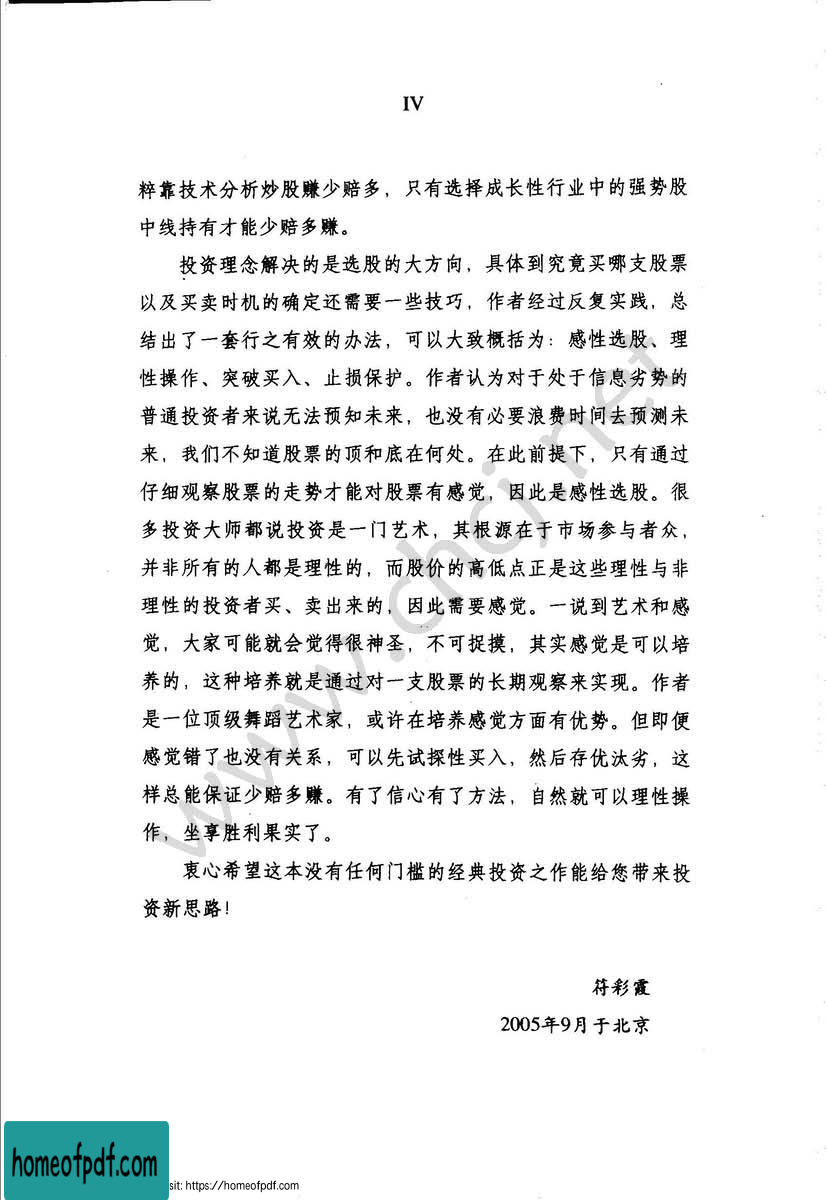 IV
粹靠技术分析炒股赚少赔多，只有选择成长性行业中的强势股
中线持有才能少赔多赚。
投资理念解决的是选股的大方向，具体到究竟买哪支股票
以及买卖时机的确定还需要一些技巧，作者经过反复实践，总
结出了一套行之有效的办法，可以大致概括为：感性选股、理
性操作、突破买入、止损保护。作者认为对于处于信息劣势的
普通投资者来说无法预知未来，也没有必要浪费时间去预测未
来，我们不知道股票的顶和底在何处。在此前提下，只有通过
仔细观察股票的走势才能对股票有感觉，因此是感性选股。很
多投资大师都说投资是一门艺术，其根源在于市场参与者众，
并非所有的人都是理性的，而股价的高低点正是这些理性与非
理性的投资者买、卖出来的，因此需要感觉。一说到艺术和感
觉，大家可能就会觉得很神圣，不可捉摸，其实感觉是可以培
养的，这种培养就是通过对一支股票的长期观察来实现。作者
是一位顶级舞蹈艺术家，或许在培养感觉方面有优势。但即便
感觉错了也没有关系，可以先试探性买入，然后存优汰劣，这
样总能保证少赔多赚。有了信心有了方法，自然就可以理性操
作，坐享胜利果实了。
衷心希望这本没有任何门槛的经典投资之作能给您带来投
资新思路！
符彩霞
2005年9月于北京
www.chcj.net
homeofpdf.com
sit: https://homeofpdf.com